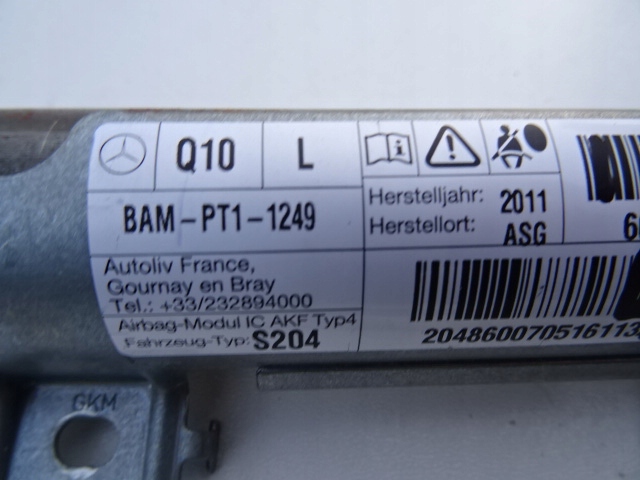 Q10 L
BAM-PT1-1249
Herstelljahr: 2011
Herstellort: ASG
Autoliv France,
Gournay en Bray
Tel.: +33/232894000
Airbag-Modul IC AKF Typ4
Fahrzeug-Typ: S204
20486007051611
GKM